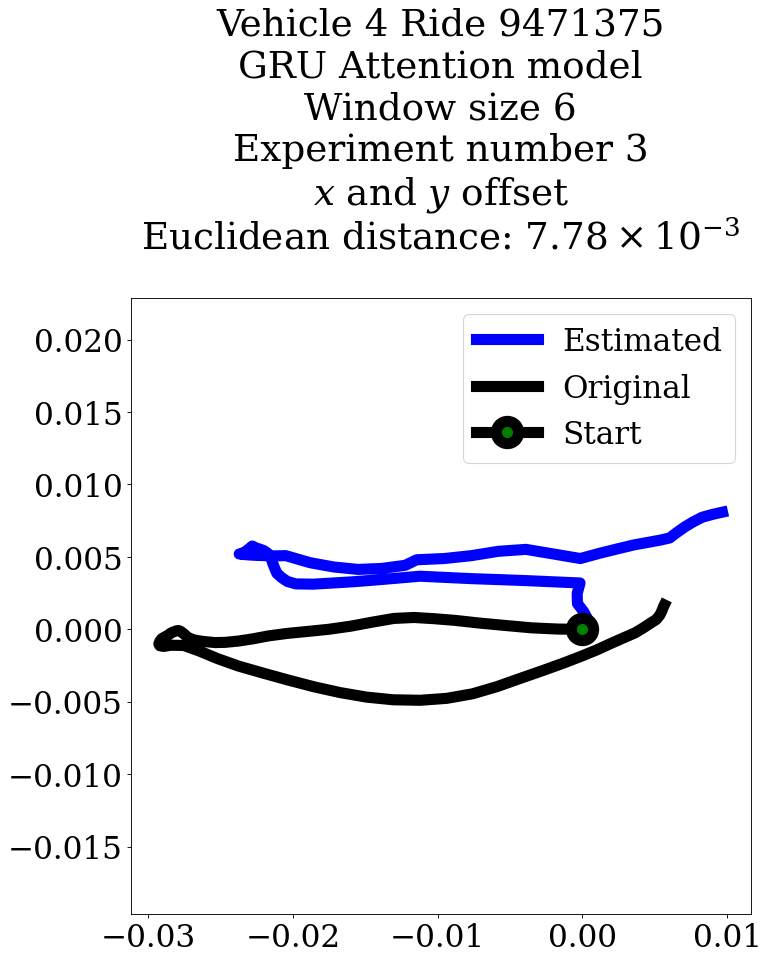 Vehicle 4 Ride 9471375
GRU Attention model
Window size 6
Experiment number 3
x and y offset
Euclidean distance: 7.78 × 10⁻³
Estimated
Original
Start
0.020
0.015
0.010
0.005
0.000
−0.005
−0.010
−0.015
−0.03 −0.02 −0.01 0.00 0.01